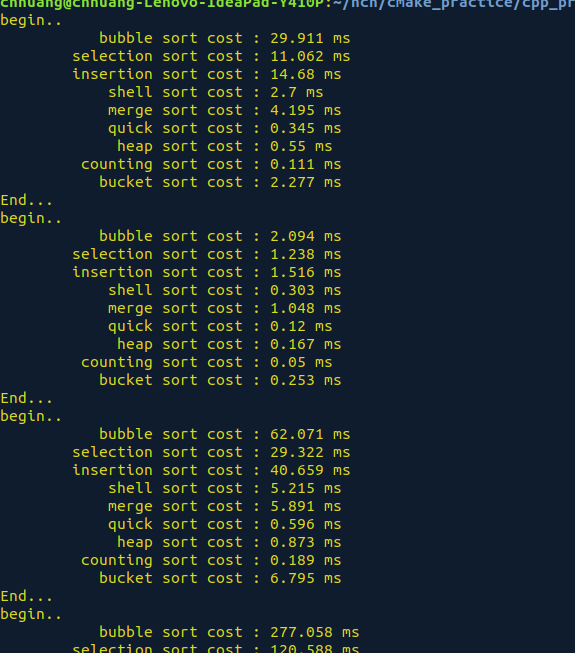 chhuang@chhuang-Lenovo-IdeaPad-Y410P:~/hch/cmake_practice/cpp_pr
begin..
bubble sort cost : 29.911 ms
selection sort cost : 11.062 ms
insertion sort cost : 14.68 ms
shell sort cost : 2.7 ms
merge sort cost : 4.195 ms
quick sort cost : 0.345 ms
heap sort cost : 0.55 ms
counting sort cost : 0.111 ms
bucket sort cost : 2.277 ms
End...
begin..
bubble sort cost : 2.094 ms
selection sort cost : 1.238 ms
insertion sort cost : 1.516 ms
shell sort cost : 0.303 ms
merge sort cost : 1.048 ms
quick sort cost : 0.12 ms
heap sort cost : 0.167 ms
counting sort cost : 0.05 ms
bucket sort cost : 0.253 ms
End...
begin..
bubble sort cost : 62.071 ms
selection sort cost : 29.322 ms
insertion sort cost : 40.659 ms
shell sort cost : 5.215 ms
merge sort cost : 5.891 ms
quick sort cost : 0.596 ms
heap sort cost : 0.873 ms
counting sort cost : 0.189 ms
bucket sort cost : 6.795 ms
End...
begin..
bubble sort cost : 277.058 ms
selection sort cost : 120.588 ms